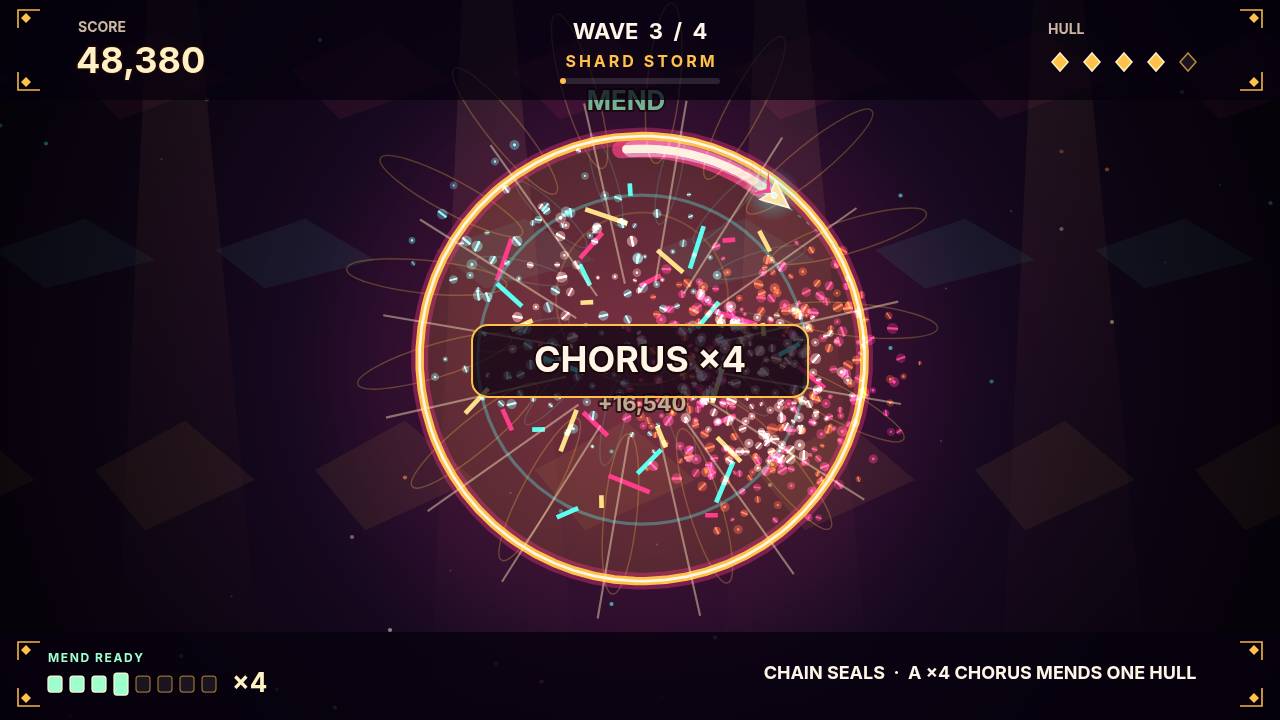 SCORE
48,380
WAVE 3 / 4
SHARD STORM
HULL
MEND
CHORUS ×4
+16,540
MEND READY
×4
CHAIN SEALS · A ×4 CHORUS MENDS ONE HULL